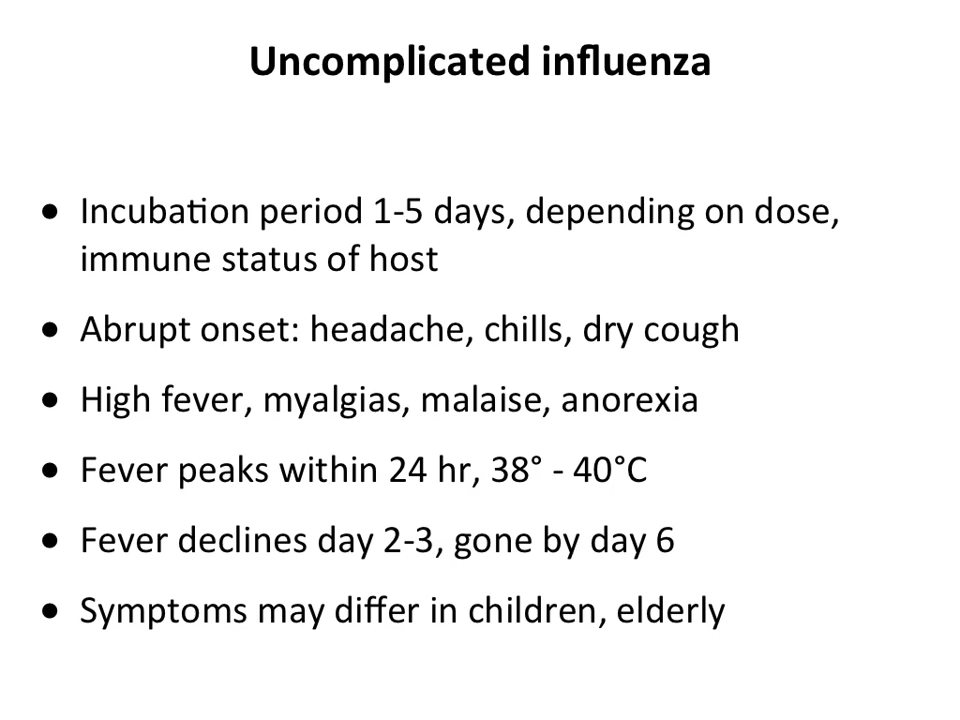 Uncomplicated influenza
• Incubation period 1-5 days, depending on dose,
immune status of host
• Abrupt onset: headache, chills, dry cough
• High fever, myalgias, malaise, anorexia
• Fever peaks within 24 hr, 38° - 40°C
• Fever declines day 2-3, gone by day 6
• Symptoms may differ in children, elderly